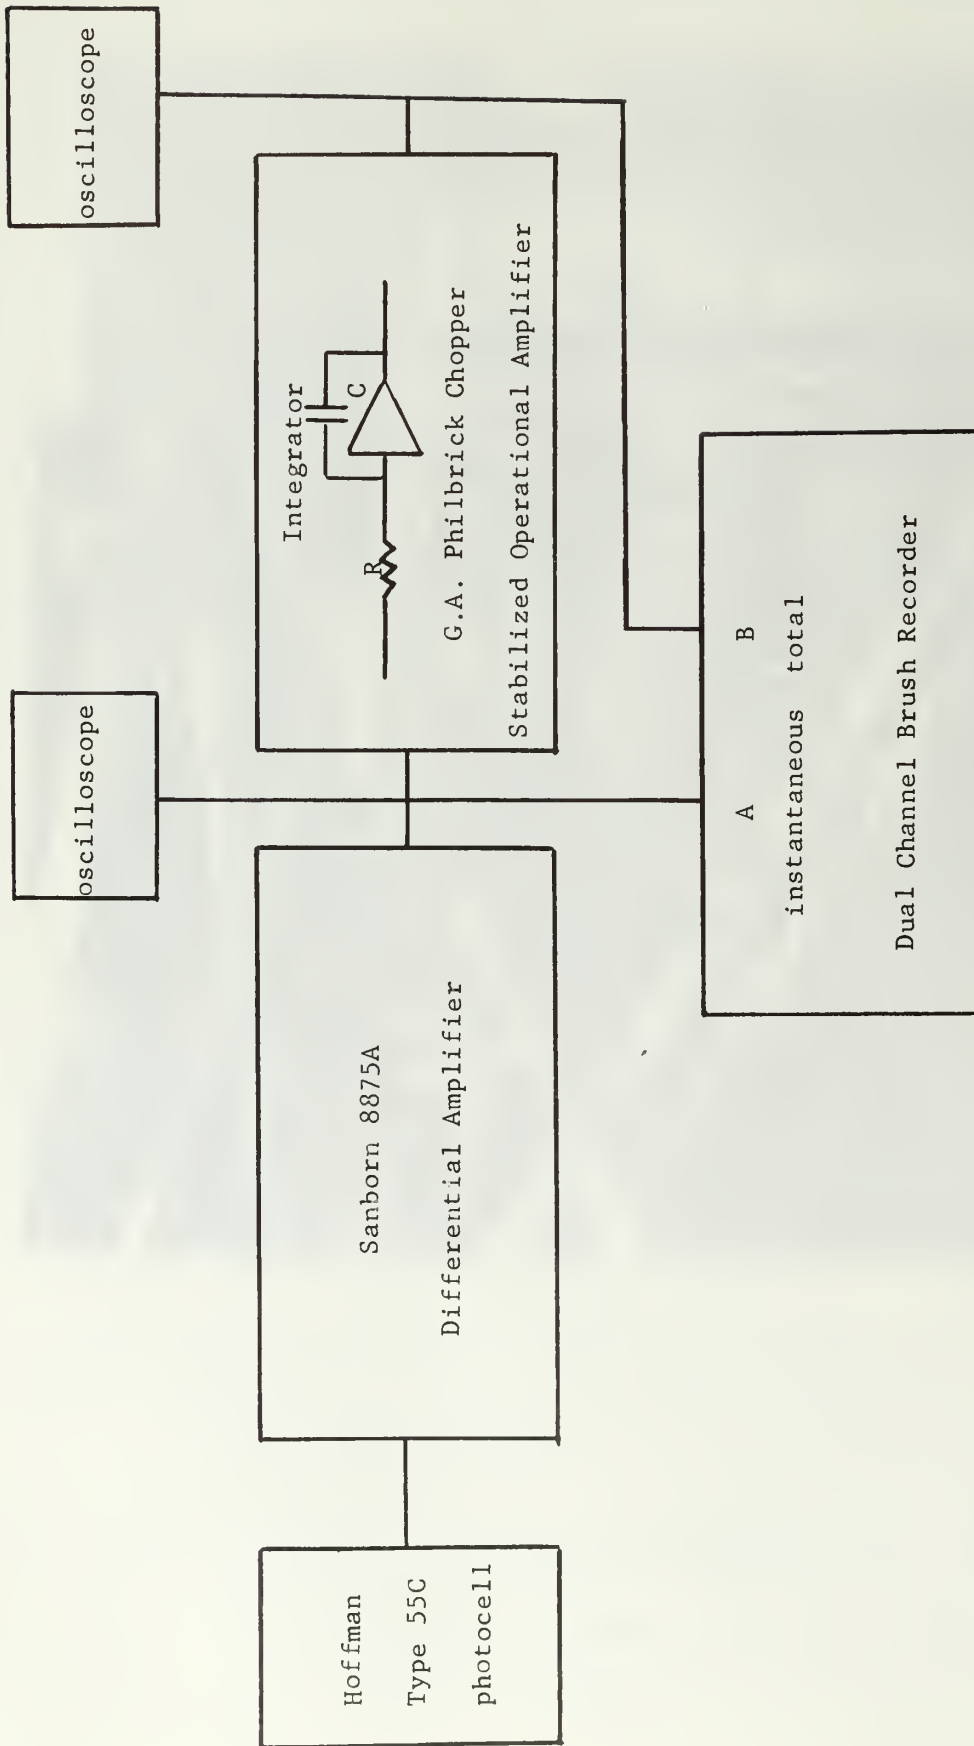 oscilloscope
oscilloscope
Integrator
C
R
G.A. Philbrick Chopper
Stabilized Operational Amplifier
Sanborn 8875A
Differential Amplifier
Hoffman
Type 55C
photocell
A B
instantaneous total
Dual Channel Brush Recorder